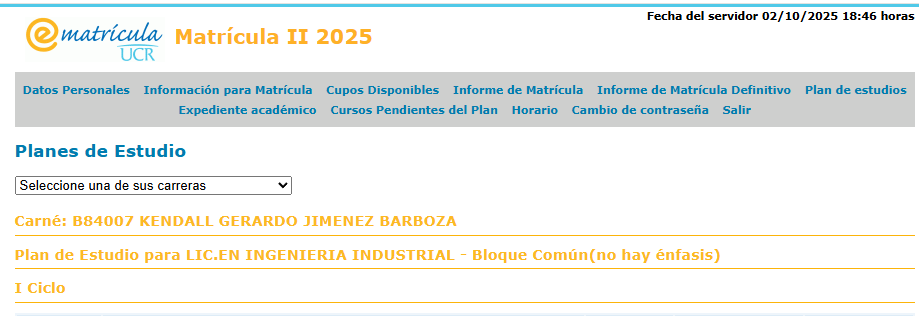 Fecha del servidor 02/10/2025 18:46 horas
ematrícula UCR
Matrícula II 2025
Datos Personales Información para Matrícula Cupos Disponibles Informe de Matrícula Informe de Matrícula Definitivo Plan de estudios
Expediente académico Cursos Pendientes del Plan Horario Cambio de contraseña Salir
Planes de Estudio
Seleccione una de sus carreras
Carné: B84007 KENDALL GERARDO JIMENEZ BARBOZA
Plan de Estudio para LIC.EN INGENIERIA INDUSTRIAL - Bloque Común(no hay énfasis)
I Ciclo